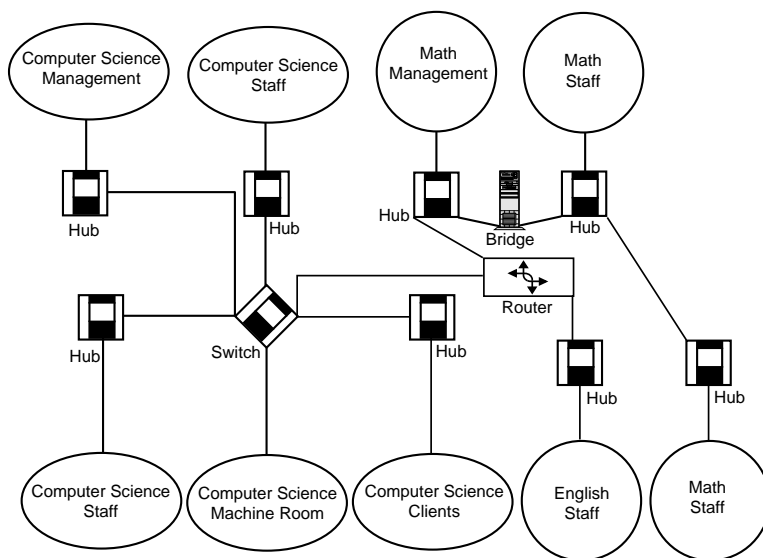 Computer Science
Management
Computer Science
Staff
Math
Management
Math
Staff
Hub
Hub
Hub
Bridge
Hub
Router
Hub
Switch
Hub
Hub
Hub
Computer Science
Staff
Computer Science
Machine Room
Computer Science
Clients
English
Staff
Math
Staff